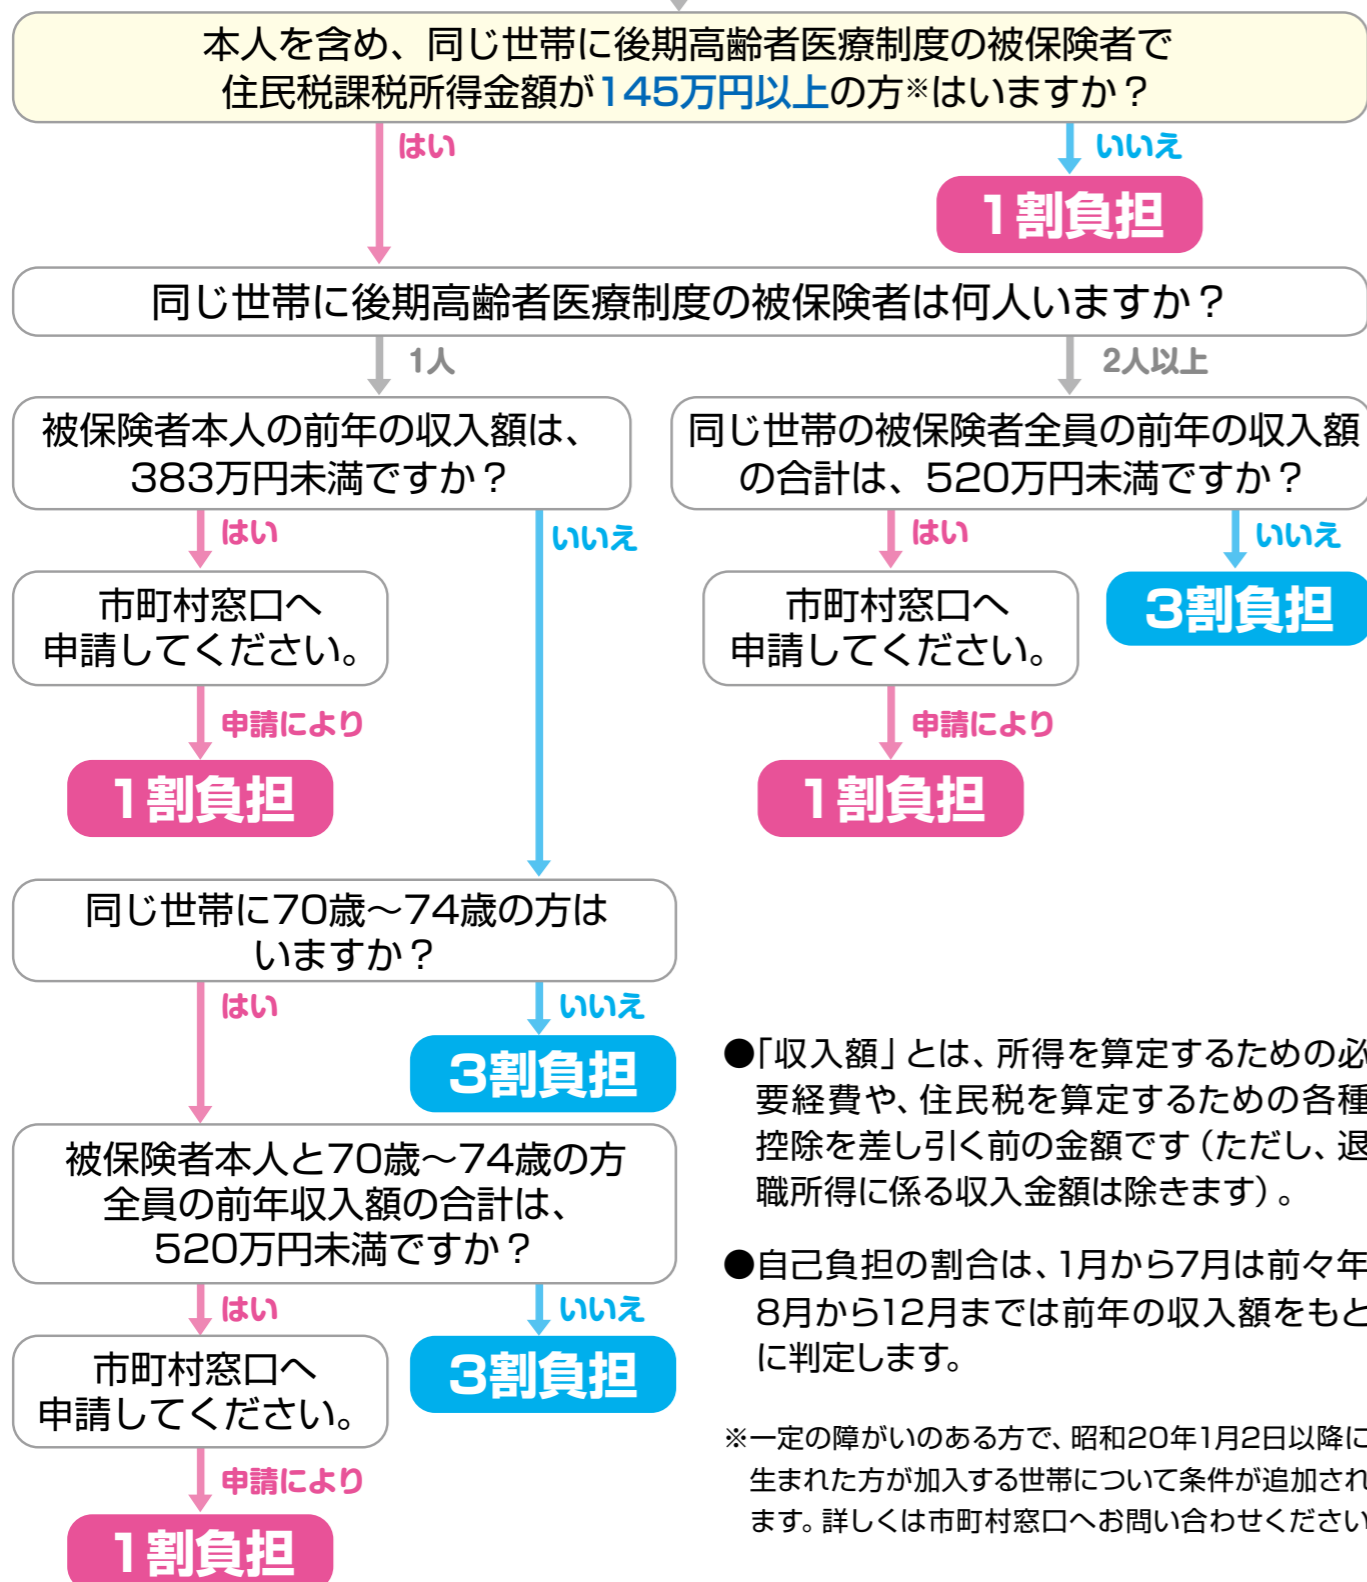 本人を含め、同じ世帯に後期高齢者医療制度の被保険者で
住民税課税所得金額が145万円以上の方※はいますか？
はい
いいえ
1割負担
同じ世帯に後期高齢者医療制度の被保険者は何人いますか？
1人
2人以上
被保険者本人の前年の収入額は、
383万円未満ですか？
同じ世帯の被保険者全員の前年の収入額
の合計は、520万円未満ですか？
はい
いいえ
はい
いいえ
市町村窓口へ
申請してください。
市町村窓口へ
申請してください。
3割負担
申請により
申請により
1割負担
1割負担
同じ世帯に70歳～74歳の方は
いますか？
はい
いいえ
3割負担
被保険者本人と70歳～74歳の方
全員の前年収入額の合計は、
520万円未満ですか？
はい
いいえ
市町村窓口へ
申請してください。
3割負担
申請により
1割負担
●「収入額」とは、所得を算定するための必
要経費や、住民税を算定するための各種
控除を差し引く前の金額です（ただし、退
職所得に係る収入金額は除きます）。
●自己負担の割合は、1月から7月は前々年
8月から12月までは前年の収入額をもと
に判定します。
※一定の障がいのある方で、昭和20年1月2日以降に
生まれた方が加入する世帯について条件が追加され
ます。詳しくは市町村窓口へお問い合わせください